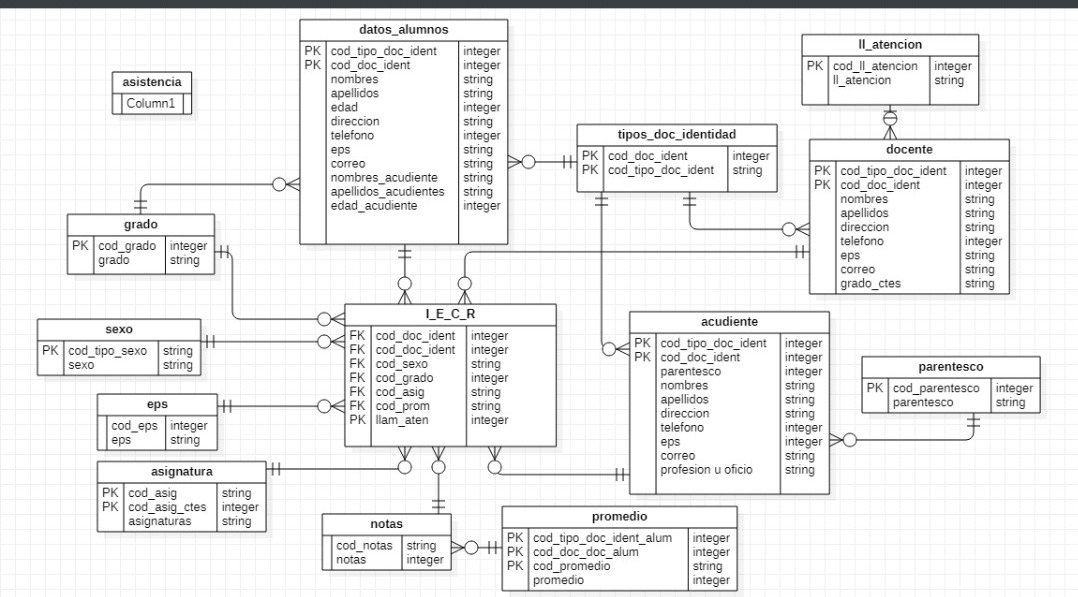 datos_alumnos
PK cod_tipo_doc_ident integer
PK cod_doc_ident integer
nombres string
apellidos string
edad integer
direccion string
telefono integer
eps string
correo string
nombres_acudiente string
apellidos_acudientes string
edad_acudiente integer
ll_atencion
PK cod_ll_atencion integer
ll_atencion string
asistencia
Column1
tipos_doc_identidad
PK cod_doc_ident integer
PK cod_tipo_doc_ident string
docente
PK cod_tipo_doc_ident integer
PK cod_doc_ident integer
nombres string
apellidos string
direccion string
telefono integer
eps string
correo string
grado_ctes string
grado
PK cod_grado integer
grado string
I_E_C_R
FK cod_doc_ident integer
FK cod_doc_ident integer
FK cod_sexo string
FK cod_grado integer
FK cod_asig string
FK cod_prom string
PK llam_aten integer
sexo
PK cod_tipo_sexo string
sexo string
acudiente
PK cod_tipo_doc_ident integer
PK cod_doc_ident integer
parentesco integer
nombres string
apellidos string
direccion string
telefono integer
eps integer
correo string
profesion u oficio string
parentesco
PK cod_parentesco integer
parentesco string
eps
cod_eps integer
eps string
asignatura
PK cod_asig string
PK cod_asig_ctes integer
asignaturas string
notas
cod_notas string
notas integer
promedio
PK cod_tipo_doc_ident_alum integer
PK cod_doc_doc_alum integer
PK cod_promedio string
promedio integer